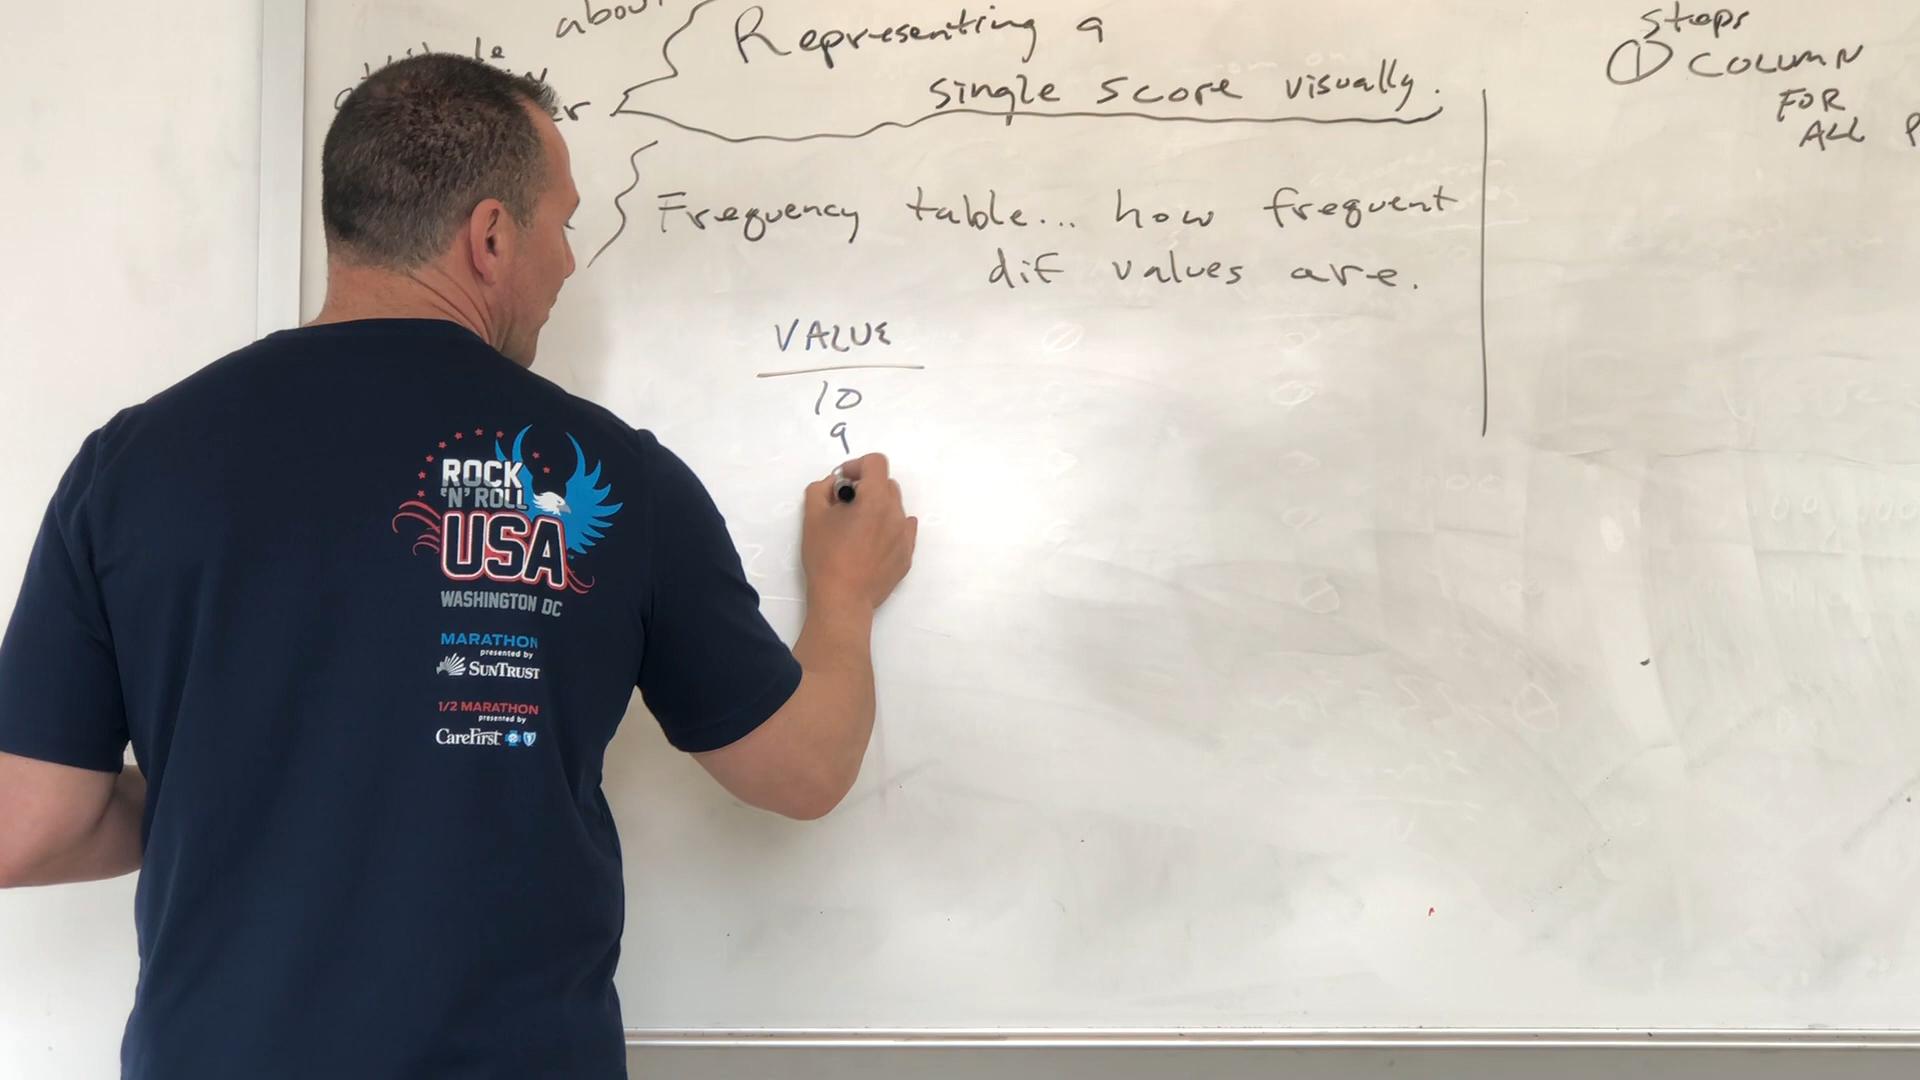 about
Representing a
single score visually.
Frequency table... how frequent
dif values are.
VALUE
10
9
steps
① COLUMN
FOR
ALL
ROCK
'N' ROLL
USA
WASHINGTON DC
MARATHON
presented by
SUNTRUST
1/2 MARATHON
presented by
CareFirst